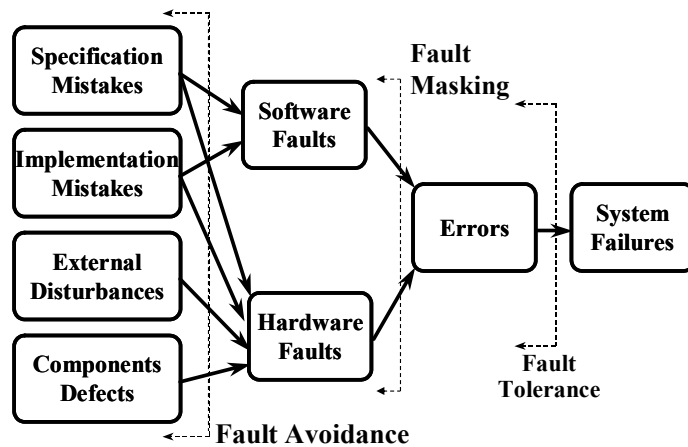 Specification
Mistakes
Implementation
Mistakes
External
Disturbances
Components
Defects
Software
Faults
Hardware
Faults
Fault Avoidance
Fault
Masking
Errors
System
Failures
Fault
Tolerance